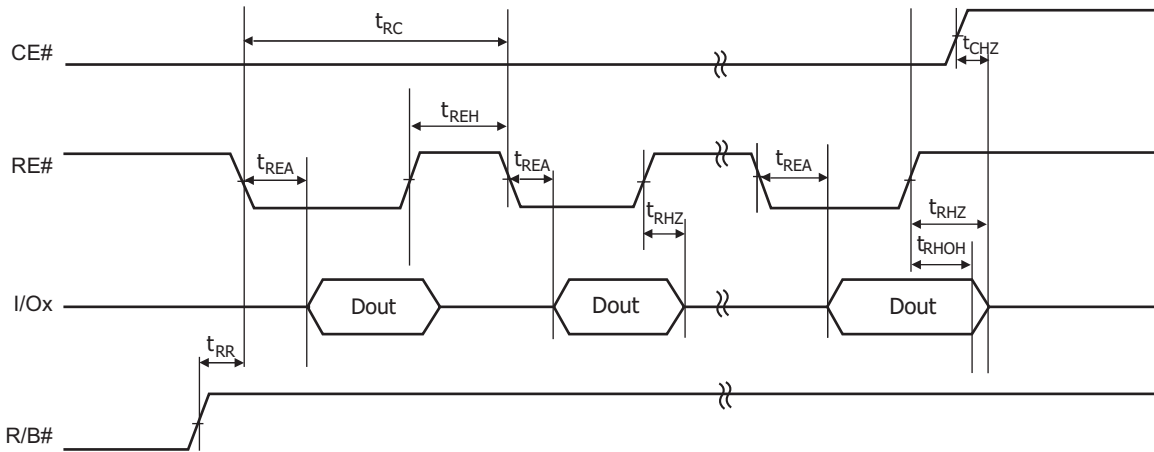 tRC
CE#
tCHZ
tREH
RE#
tREA
tREA
tREA
tRHZ
tRHZ
tRHOH
I/Ox
Dout
Dout
Dout
tRR
R/B#